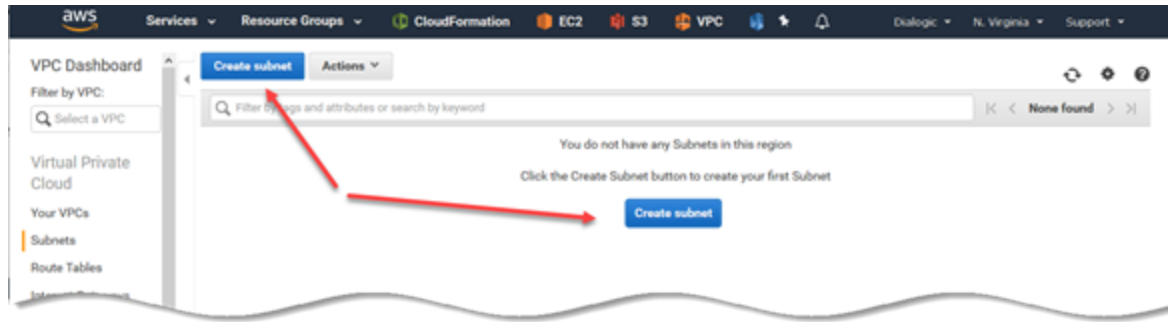 aws Services Resource Groups CloudFormation EC2 S3 VPC Dialogic N. Virginia Support
VPC Dashboard
Filter by VPC:
Select a VPC
Virtual Private
Cloud
Your VPCs
Subnets
Route Tables
Create subnet Actions
Filter by tags and attributes or search by keyword
None found
You do not have any Subnets in this region
Click the Create Subnet button to create your first Subnet
Create subnet